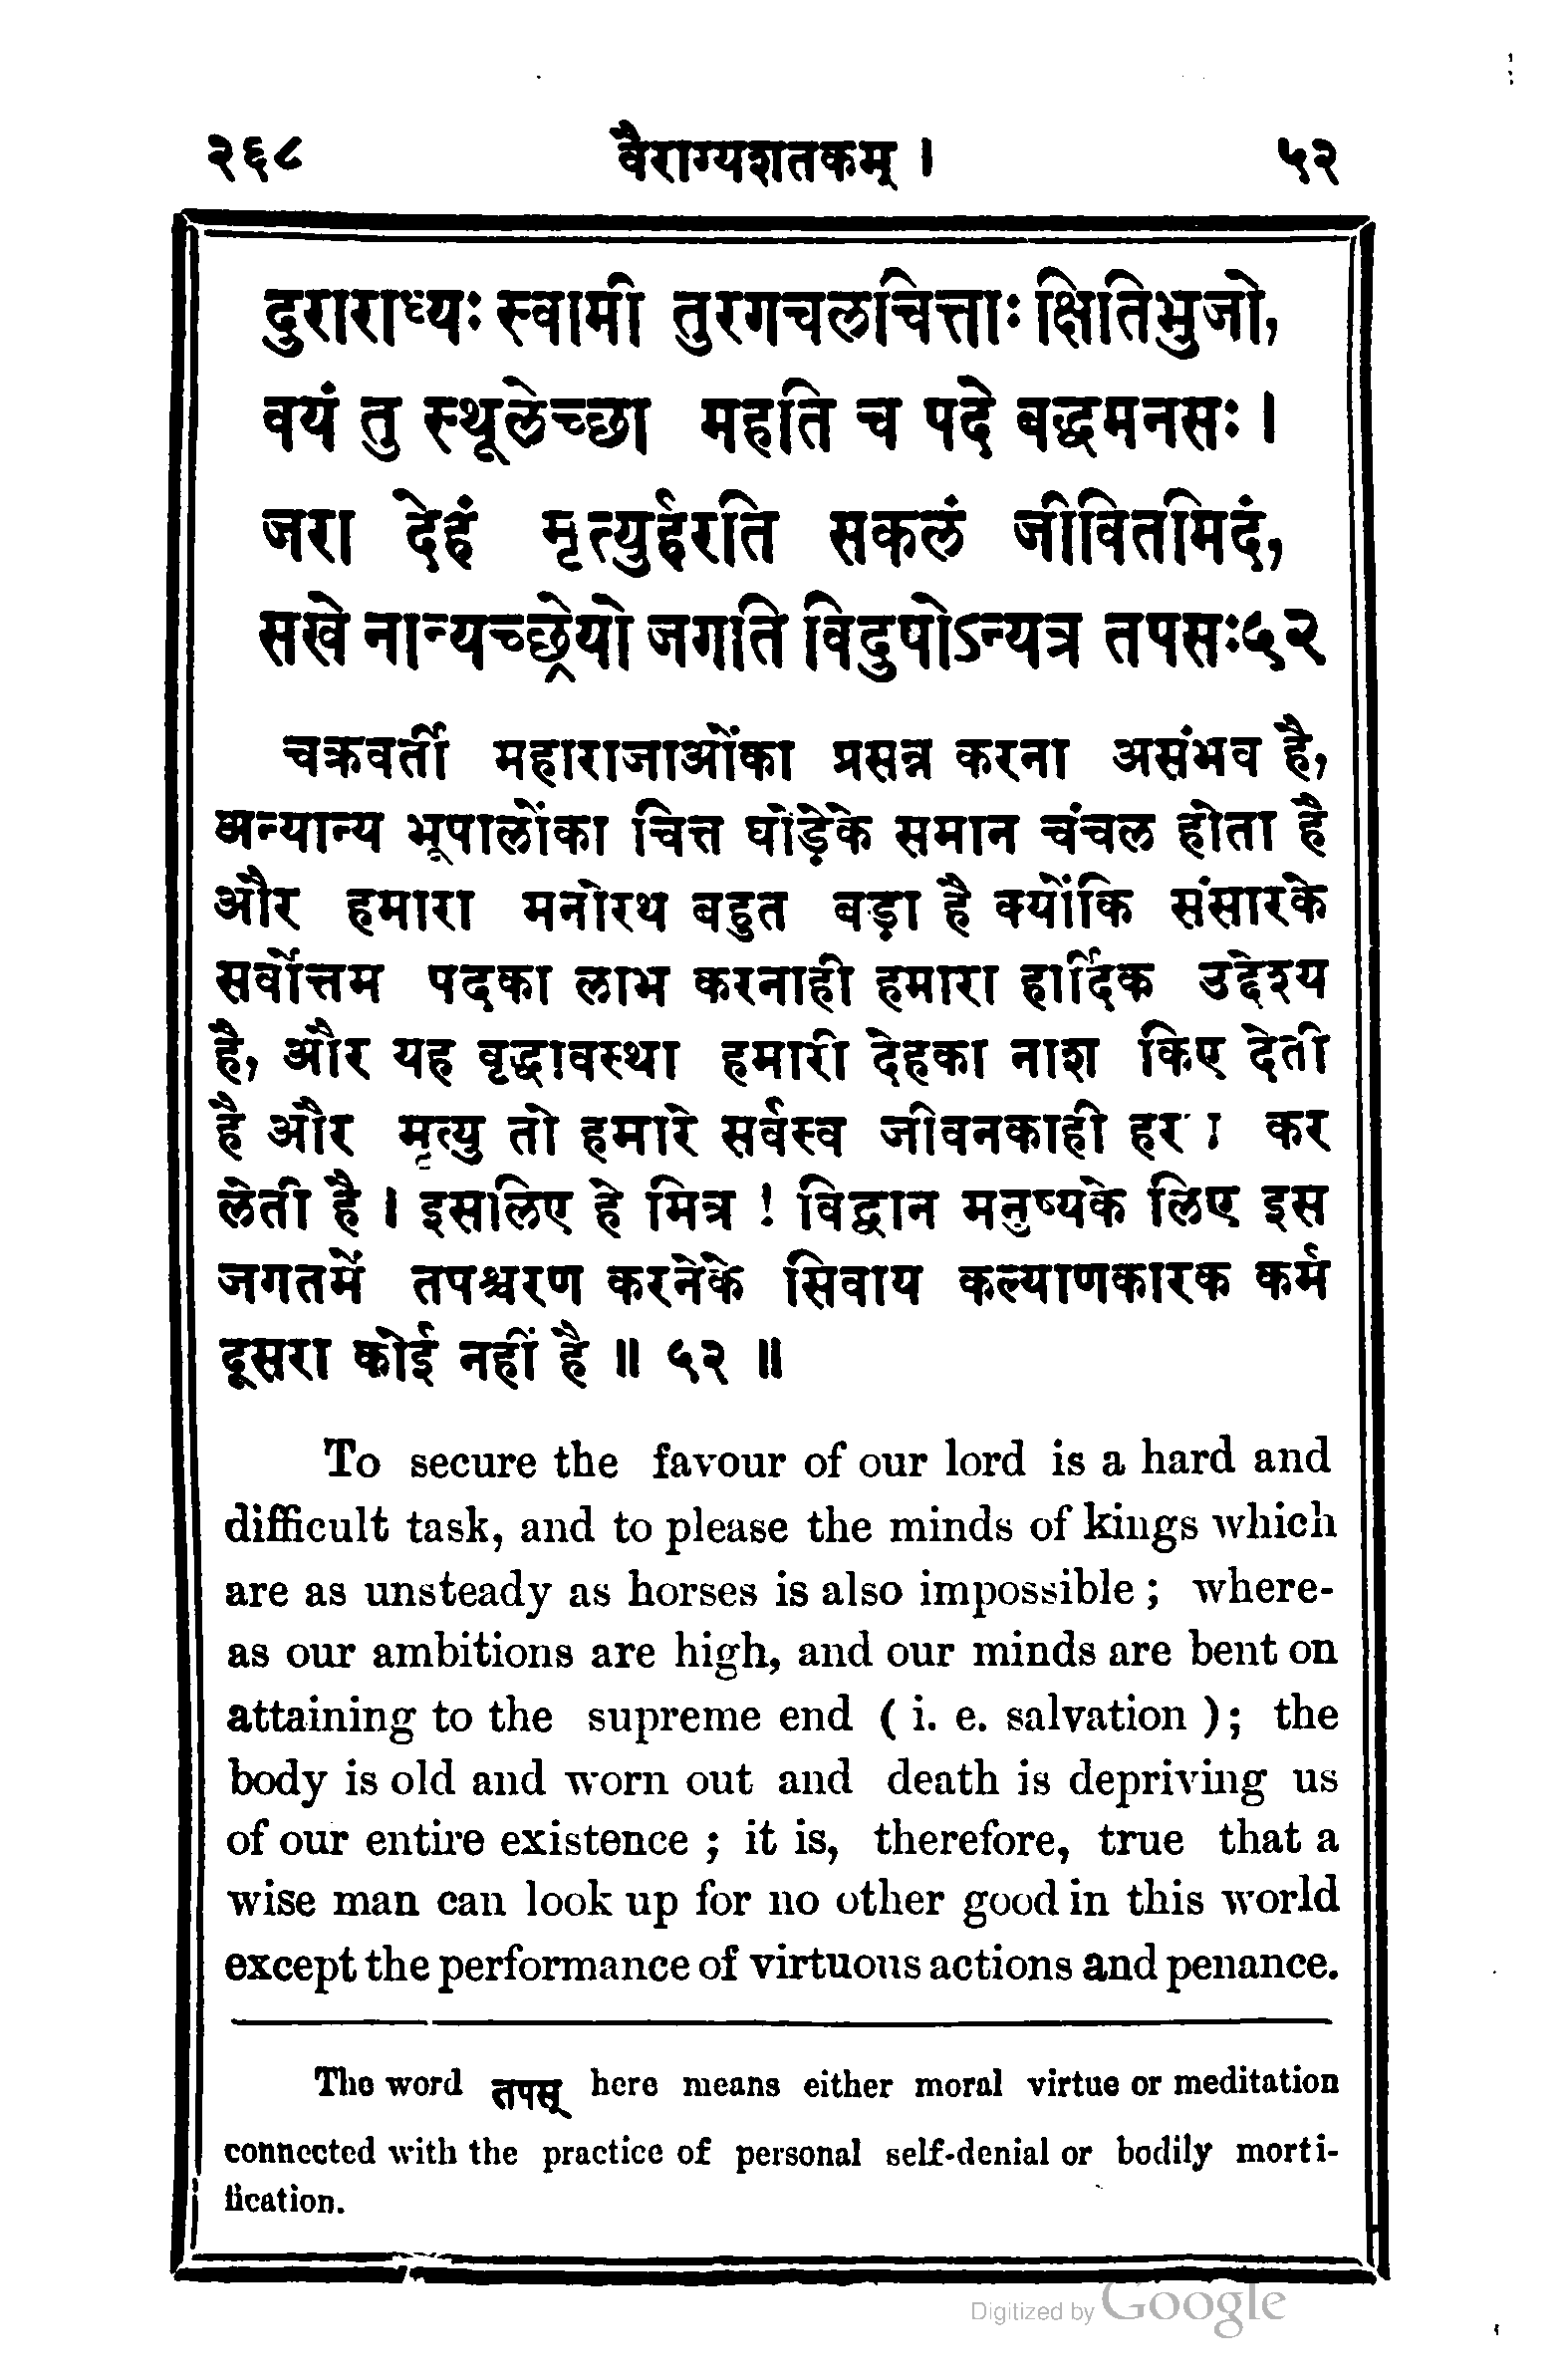 २६८ वैराग्यशतकम् । ५२
दुराराध्यः स्वामी तुरगचलचित्ताः क्षितिभुजो,
वयं तु स्थूलेच्छा महति च पदे बद्धमनसः ।
जरा देहं मृत्युर्हरति सकलं जीवितमिदं,
सखे नान्यच्छ्रेयो जगति विदुषोऽन्यत्र तपसः५२
चक्रवर्ती महाराजाओंका प्रसन्न करना असंभव है,
अन्यान्य भूपालोंका चित्त घोड़ेके समान चंचल होता है
और हमारा मनोरथ बहुत बड़ा है क्योंकि संसारके
सर्वोत्तम पदका लाभ करनाही हमारा हार्दिक उद्देश्य
है, और यह वृद्धावस्था हमारी देहका नाश किए देती
है और मृत्यु तो हमारे सर्वस्व जीवनकाही कर
लेती है । इसलिए हे मित्र ! विद्वान मनुष्यके लिए इस
जगतमें तपश्चरण करनेके सिवाय कल्याणकारक कर्म
दूसरा कोई नहीं है ॥ ५२ ॥
To secure the favour of our lord is a hard and
difficult task, and to please the minds of kings which
are as unsteady as horses is also impossible ; where-
as our ambitions are high, and our minds are bent on
attaining to the supreme end ( i. e. salvation ); the
body is old and worn out and death is depriving us
of our entire existence ; it is, therefore, true that a
wise man can look up for no other good in this world
except the performance of virtuous actions and penance.
The word तपस् here means either moral virtue or meditation
connected with the practice of personal self-denial or bodily morti-
fication.
Digitized by Google